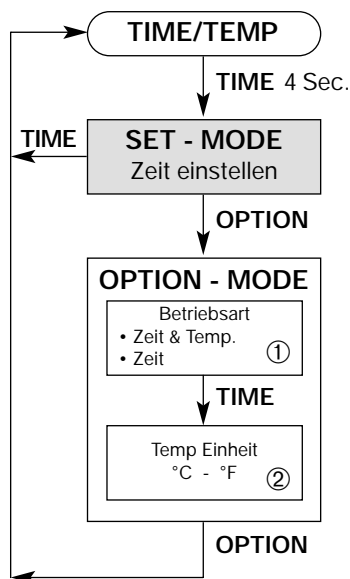 TIME/TEMP
TIME 4 Sec.
TIME
SET - MODE
Zeit einstellen
OPTION
OPTION - MODE
Betriebsart
• Zeit & Temp.
• Zeit
①
TIME
Temp Einheit
°C - °F
②
OPTION